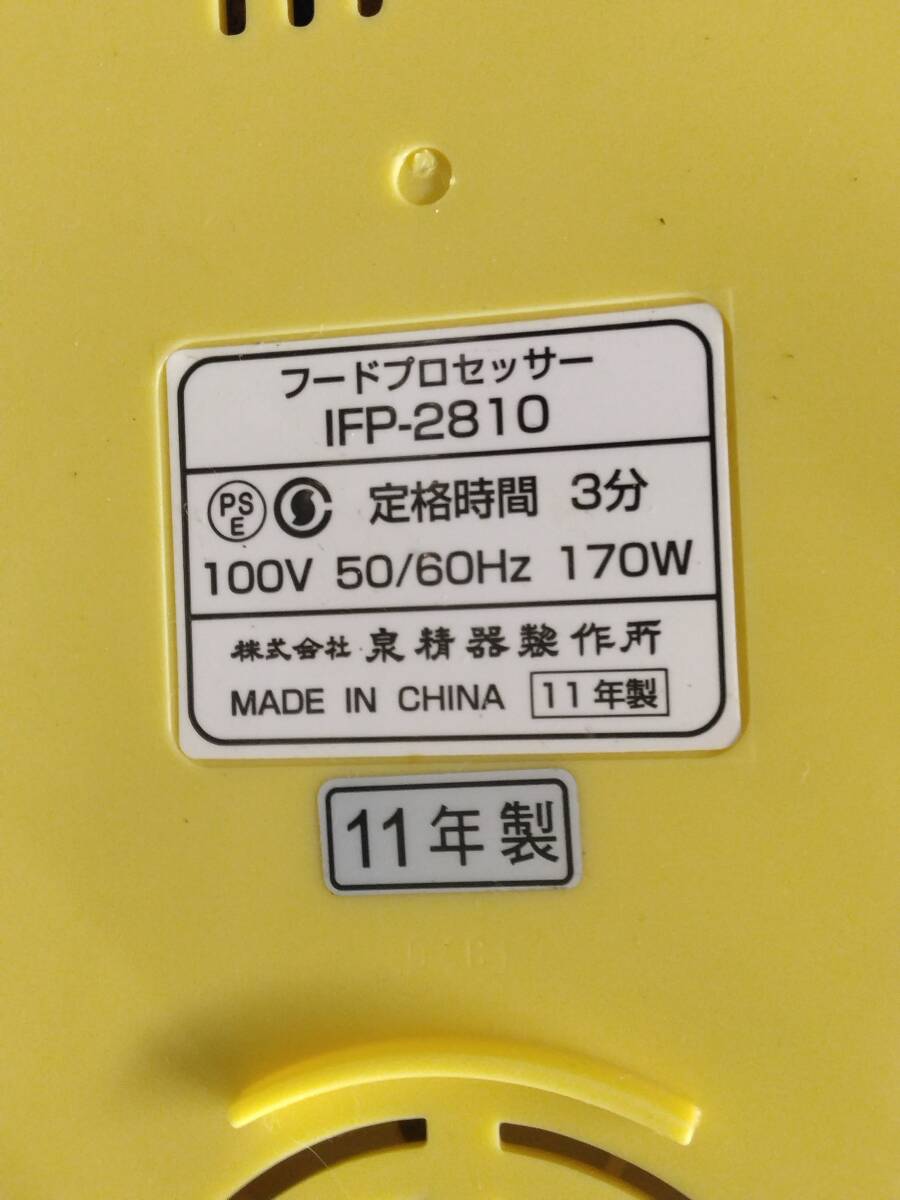 フードプロセッサー
IFP-2810
PS E 定格時間 3分
100V 50/60Hz 170W
株式会社 泉精器製作所
MADE IN CHINA 11年製
11年製